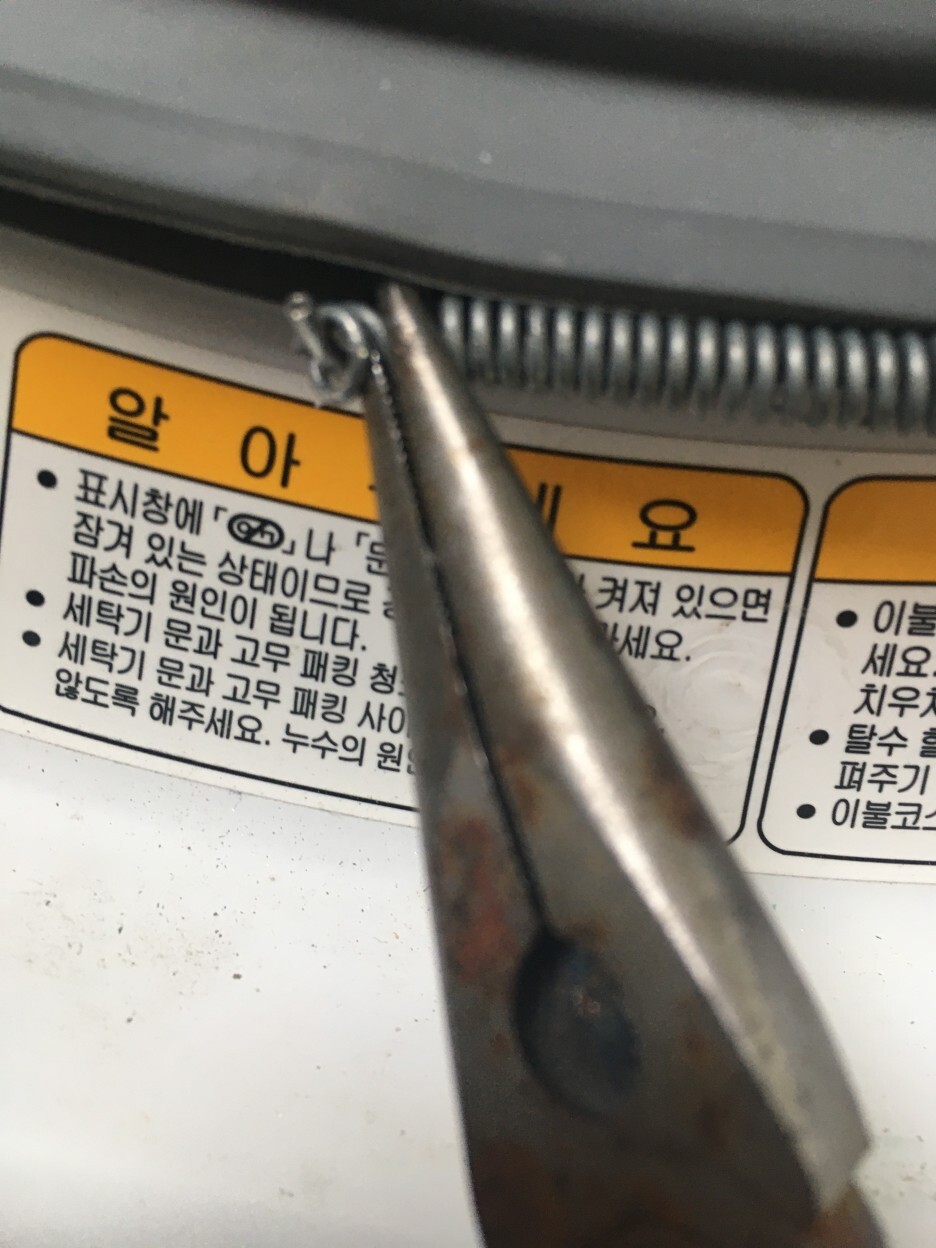 알 아 요
• 표시창에 「」나 「 켜져 있으면
잠겨 있는 상태이므로 마세요.
파손의 원인이 됩니다.
• 세탁기 문과 고무 패킹
• 세탁기 문과 고무 패킹 사이
않도록 해주세요. 누수의
• 이불
세요.
치우
• 탈수
펴주기
• 이불코스